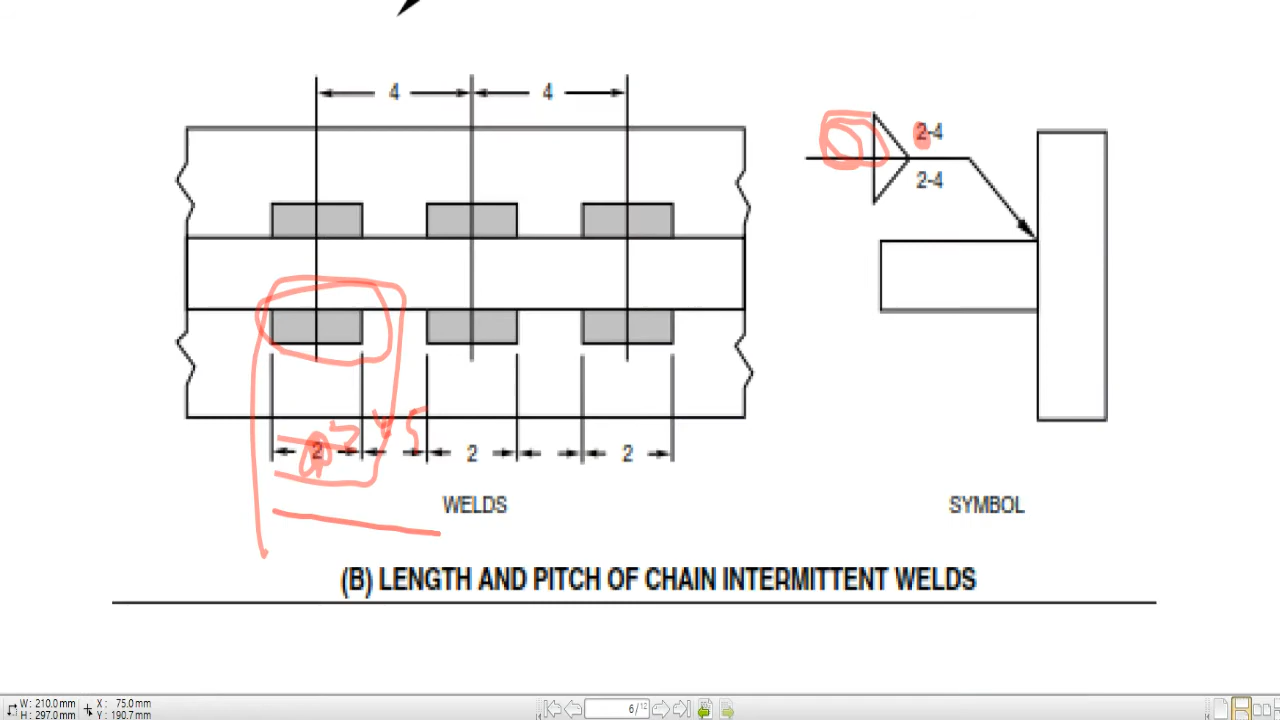 4 4
2-4
2-4
2 2 2
WELDS SYMBOL
(B) LENGTH AND PITCH OF CHAIN INTERMITTENT WELDS
W: 210.0mm X: 75.0mm 6/12
H: 297.0mm Y: 190.7mm